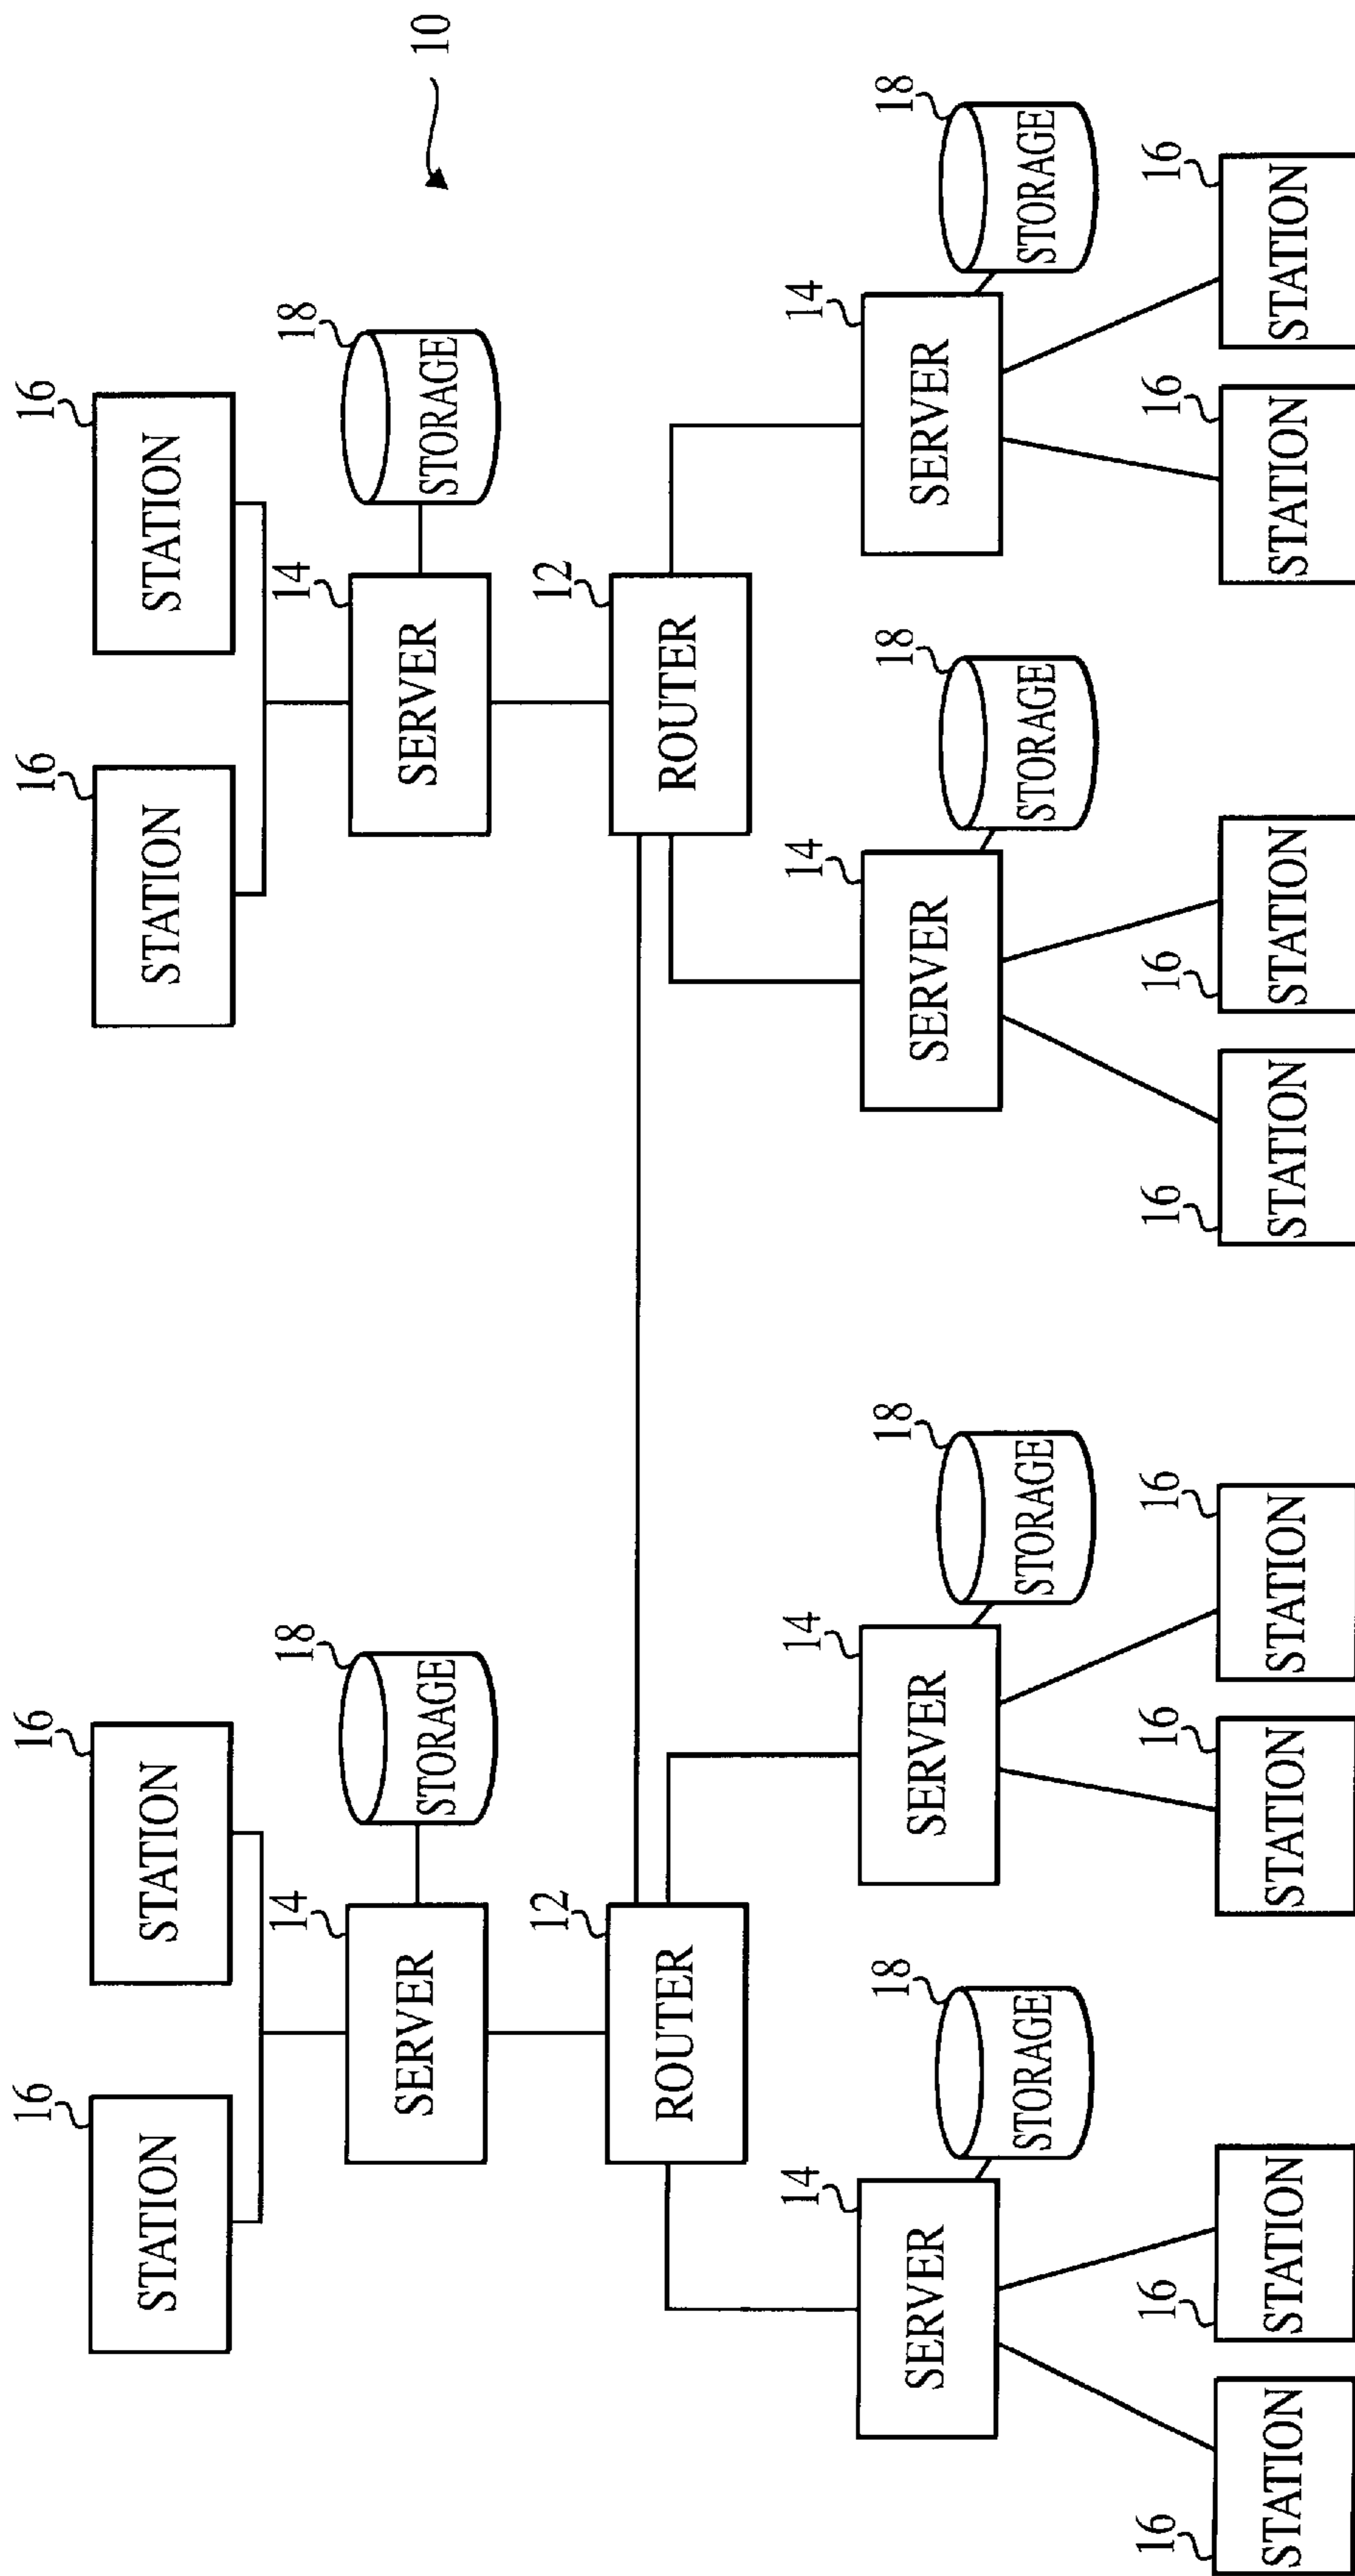 16
16
16
16
STATION
STATION
STATION
STATION
14
18
14
18
SERVER
STORAGE
SERVER
STORAGE
10
12
12
ROUTER
ROUTER
14
14
14
14
18
18
18
18
SERVER
SERVER
SERVER
SERVER
STORAGE
STORAGE
STORAGE
STORAGE
16
16
16
16
16
16
16
16
STATION
STATION
STATION
STATION
STATION
STATION
STATION
STATION